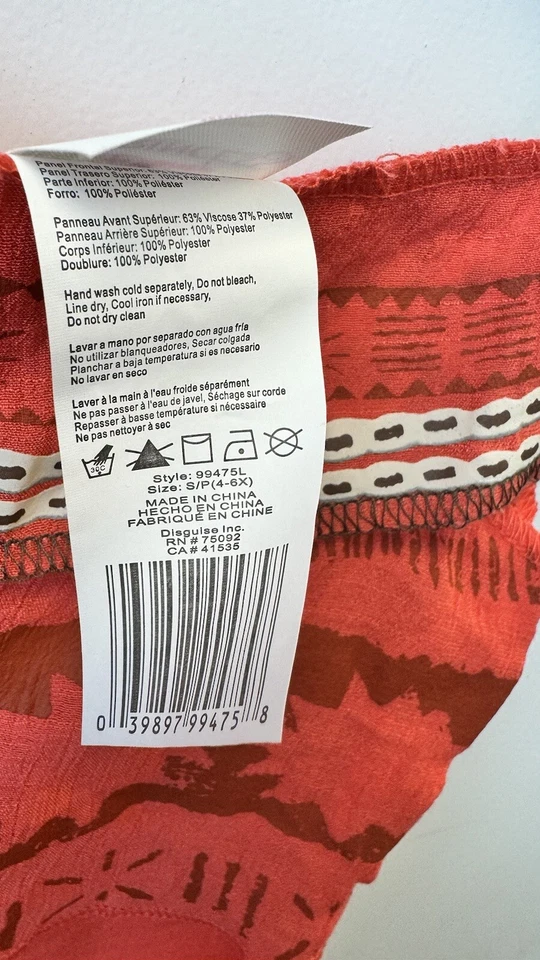 Panel Frontal Superior:
Panel Trasero Superior: 100% Poliéster
Parte Inferior: 100% Poliéster
Forro: 100% Poliéster
Panneau Avant Supérieur: 63% Viscose 37% Polyester
Panneau Arrière Supérieur: 100% Polyester
Corps Inférieur: 100% Polyester
Doublure: 100% Polyester
Hand wash cold separately, Do not bleach,
Line dry, Cool iron if necessary,
Do not dry clean
Lavar a mano por separado con agua fría
No utilizar blanqueadores, Secar colgada
Planchar a baja temperatura si es necesario
No lavar en seco
Laver à la main à l'eau froide séparément
Ne pas passer à l'eau de javel, Séchage sur corde
Repasser à basse température si nécessaire
Ne pas nettoyer à sec
30C
Style: 99475L
Size: S/P(4-6X)
MADE IN CHINA
HECHO EN CHINA
FABRIQUÉ EN CHINE
Disguise Inc.
RN # 75092
CA # 41535
0 39897 99475 8